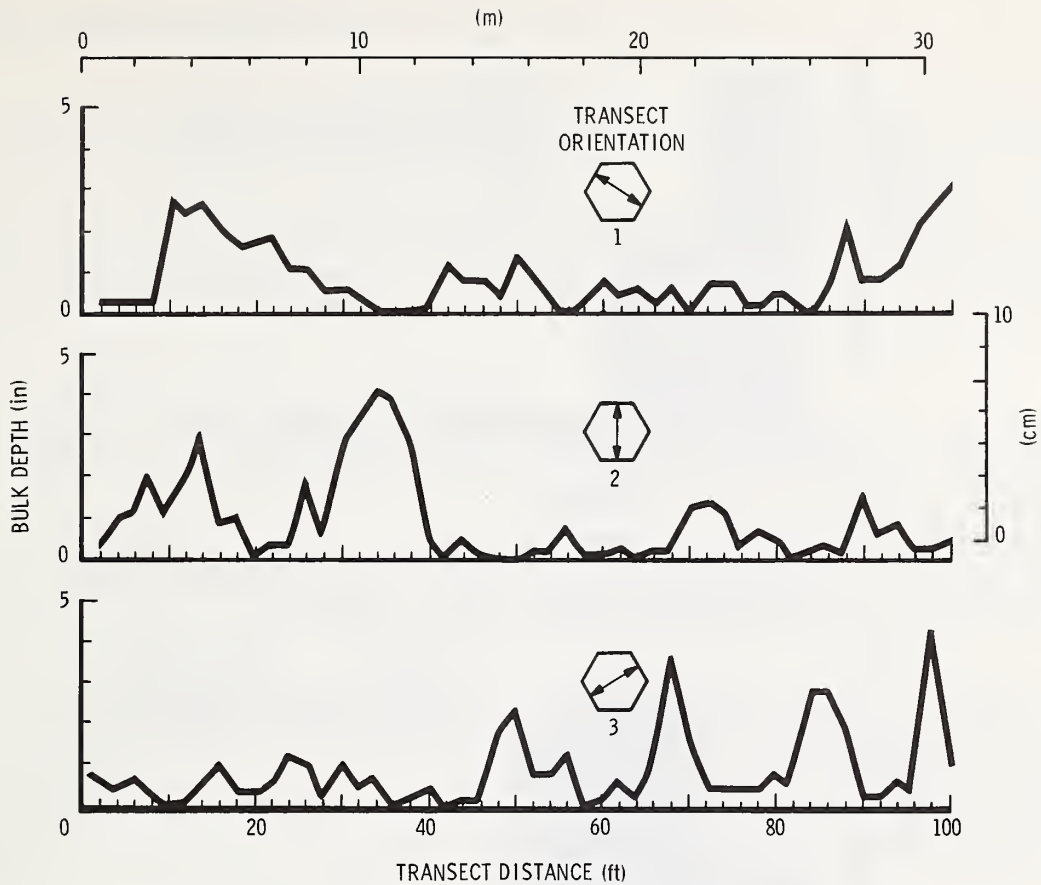 (m)
0 10 20 30
5
TRANSECT
ORIENTATION
1
0
10
5
2
BULK DEPTH (in)
(cm)
0
0
5
3
0 20 40 60 80 100
TRANSECT DISTANCE (ft)